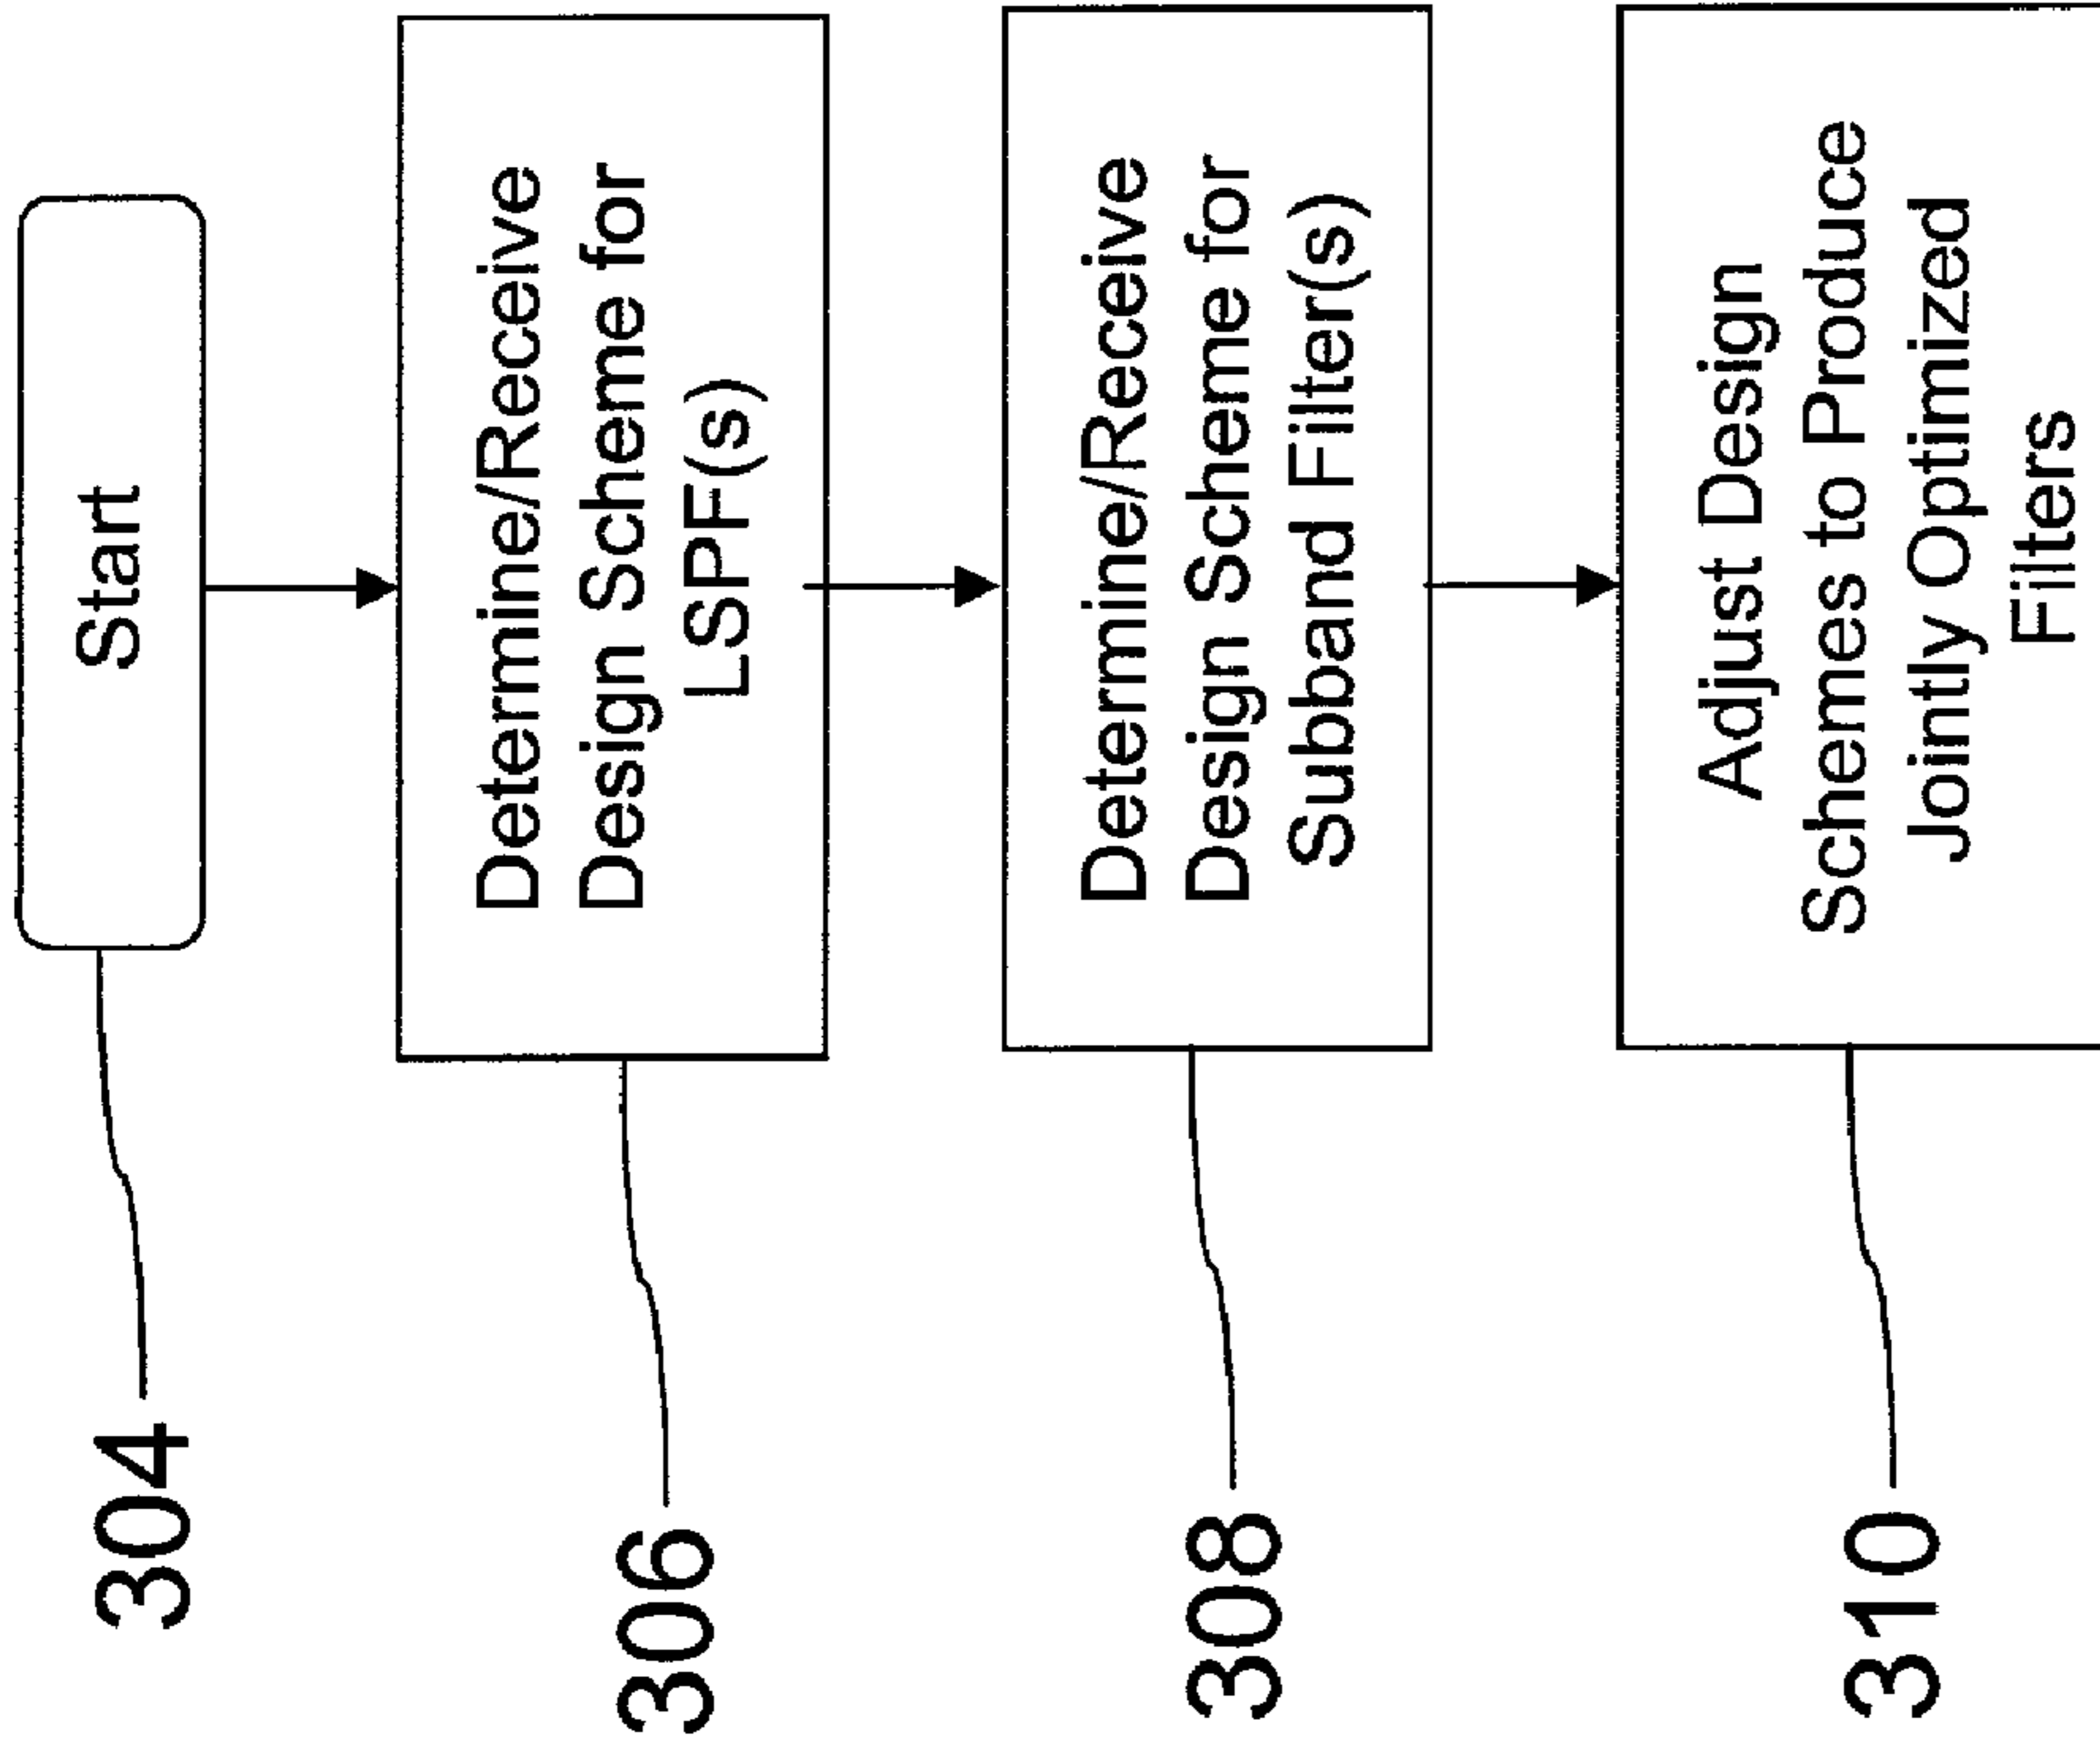 Start
304
Determine/Receive
Design Scheme for
LSPF(s)
306
Determine/Receive
Design Scheme for
Subband Filter(s)
308
Adjust Design
Schemes to Produce
Jointly Optimized
Filters
310